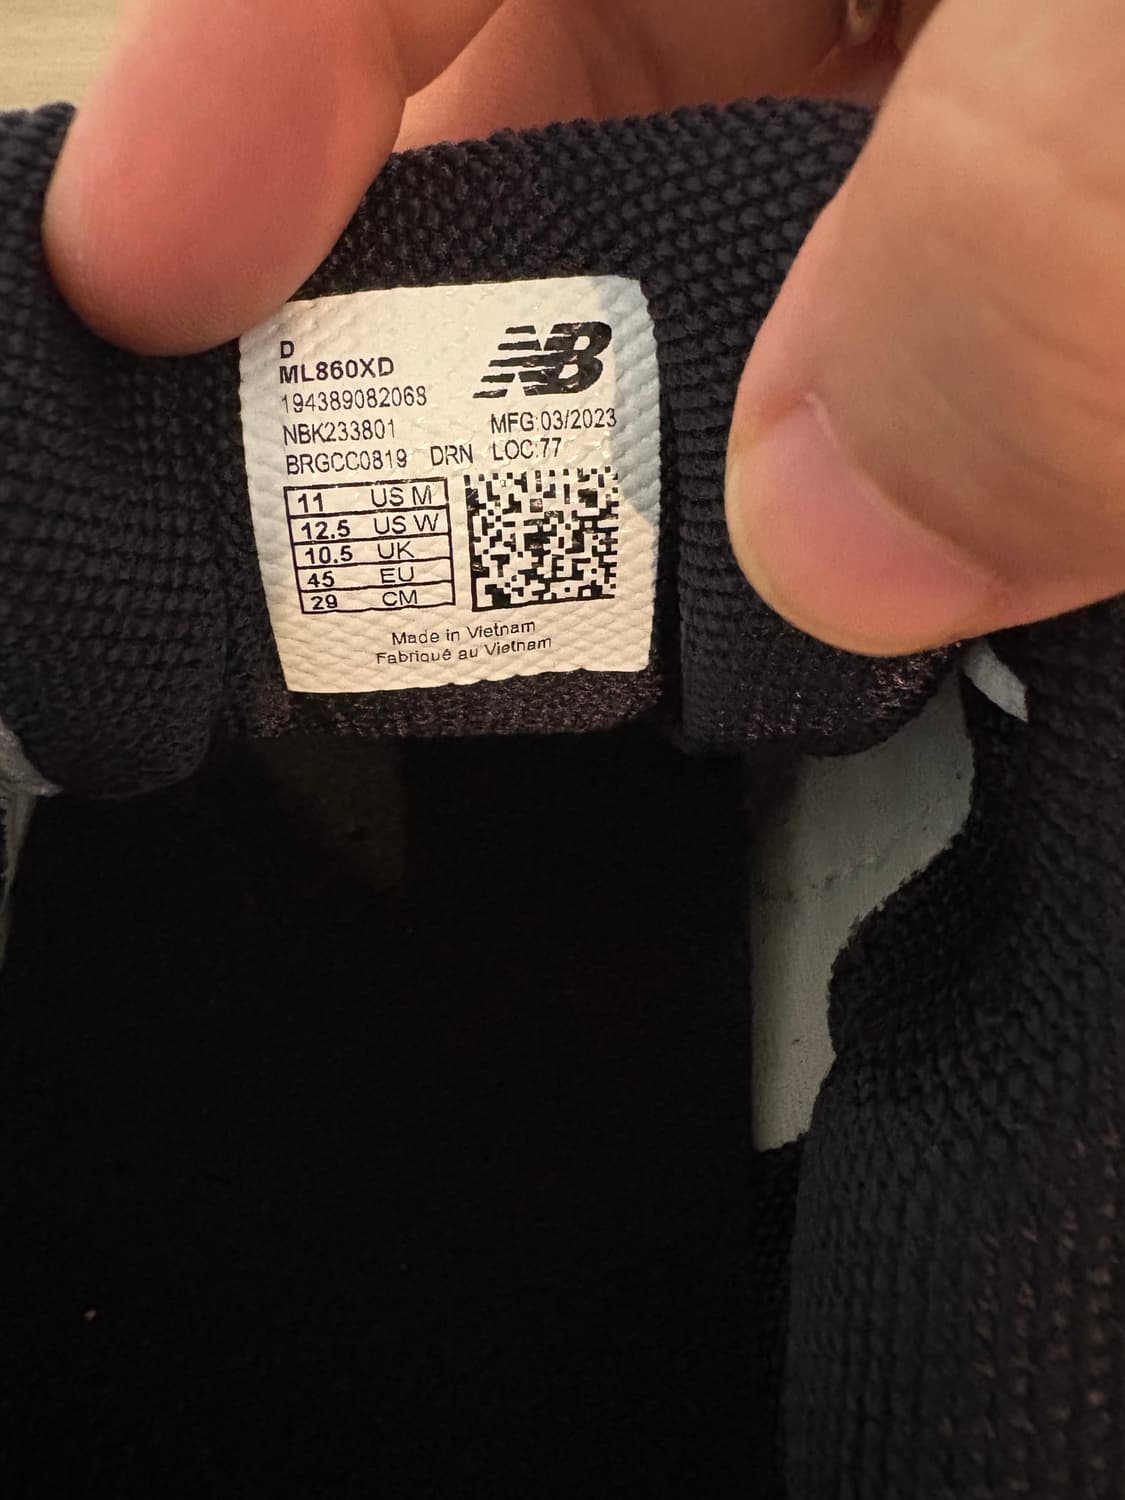 D
ML860XD
194389082068
NBK233801
BRGCC0819 DRN
NB
MFG:03/2023
LOC:77
11 US M
12.5 US W
10.5 UK
45 EU
29 CM
Made in Vietnam
Fabriqué au Vietnam